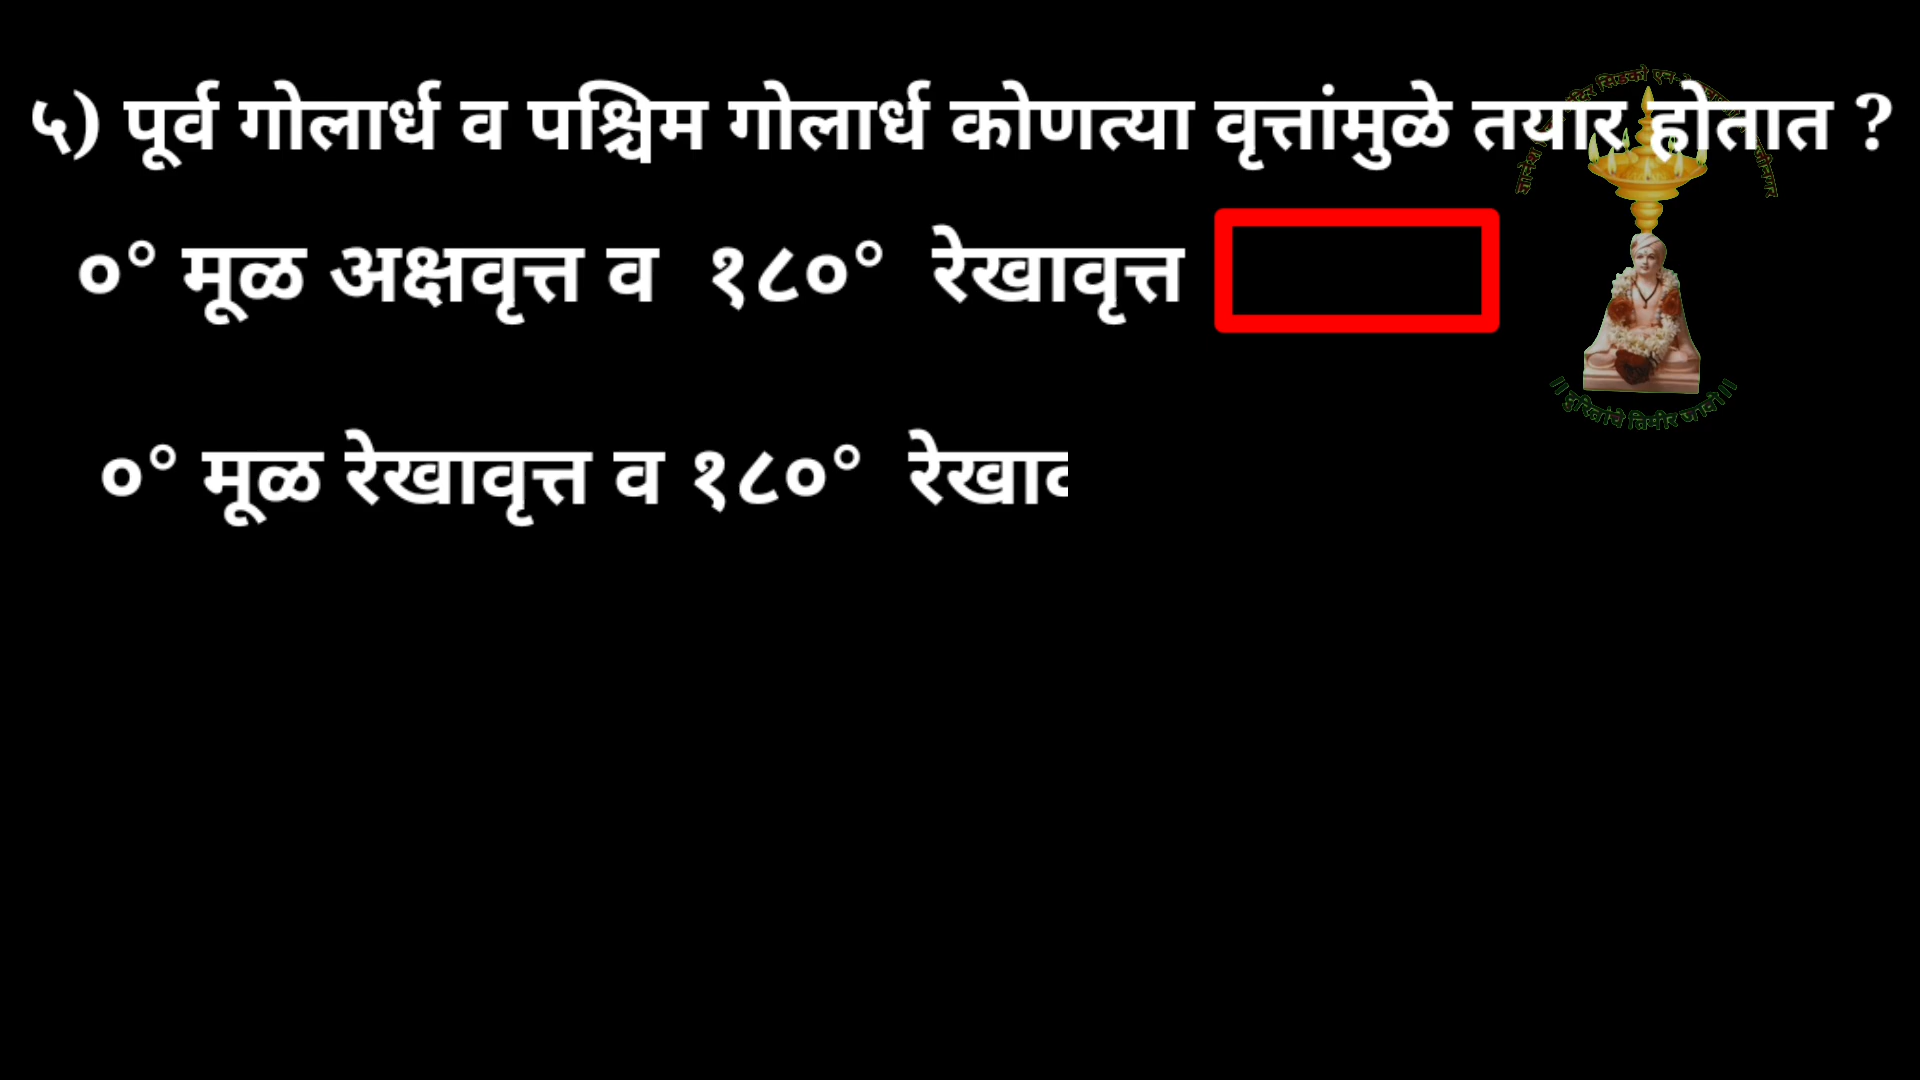 ५) पूर्व गोलार्ध व पश्चिम गोलार्ध कोणत्या वृत्तांमुळे तयार होतात ?
०° मूळ अक्षवृत्त व १८०° रेखावृत्त
०° मूळ रेखावृत्त व १८०°